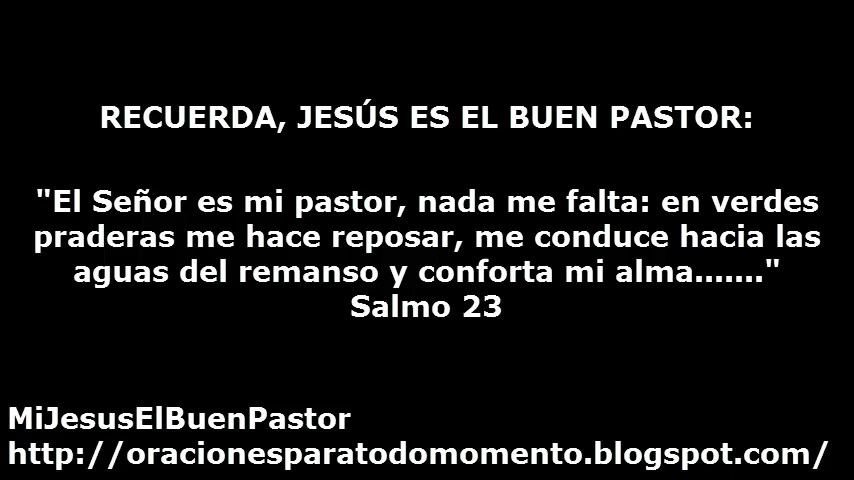 RECUERDA, JESÚS ES EL BUEN PASTOR:
"El Señor es mi pastor, nada me falta: en verdes
praderas me hace reposar, me conduce hacia las
aguas del remanso y conforta mi alma......."
Salmo 23
MiJesusElBuenPastor
http://oracionesparatodomomento.blogspot.com/